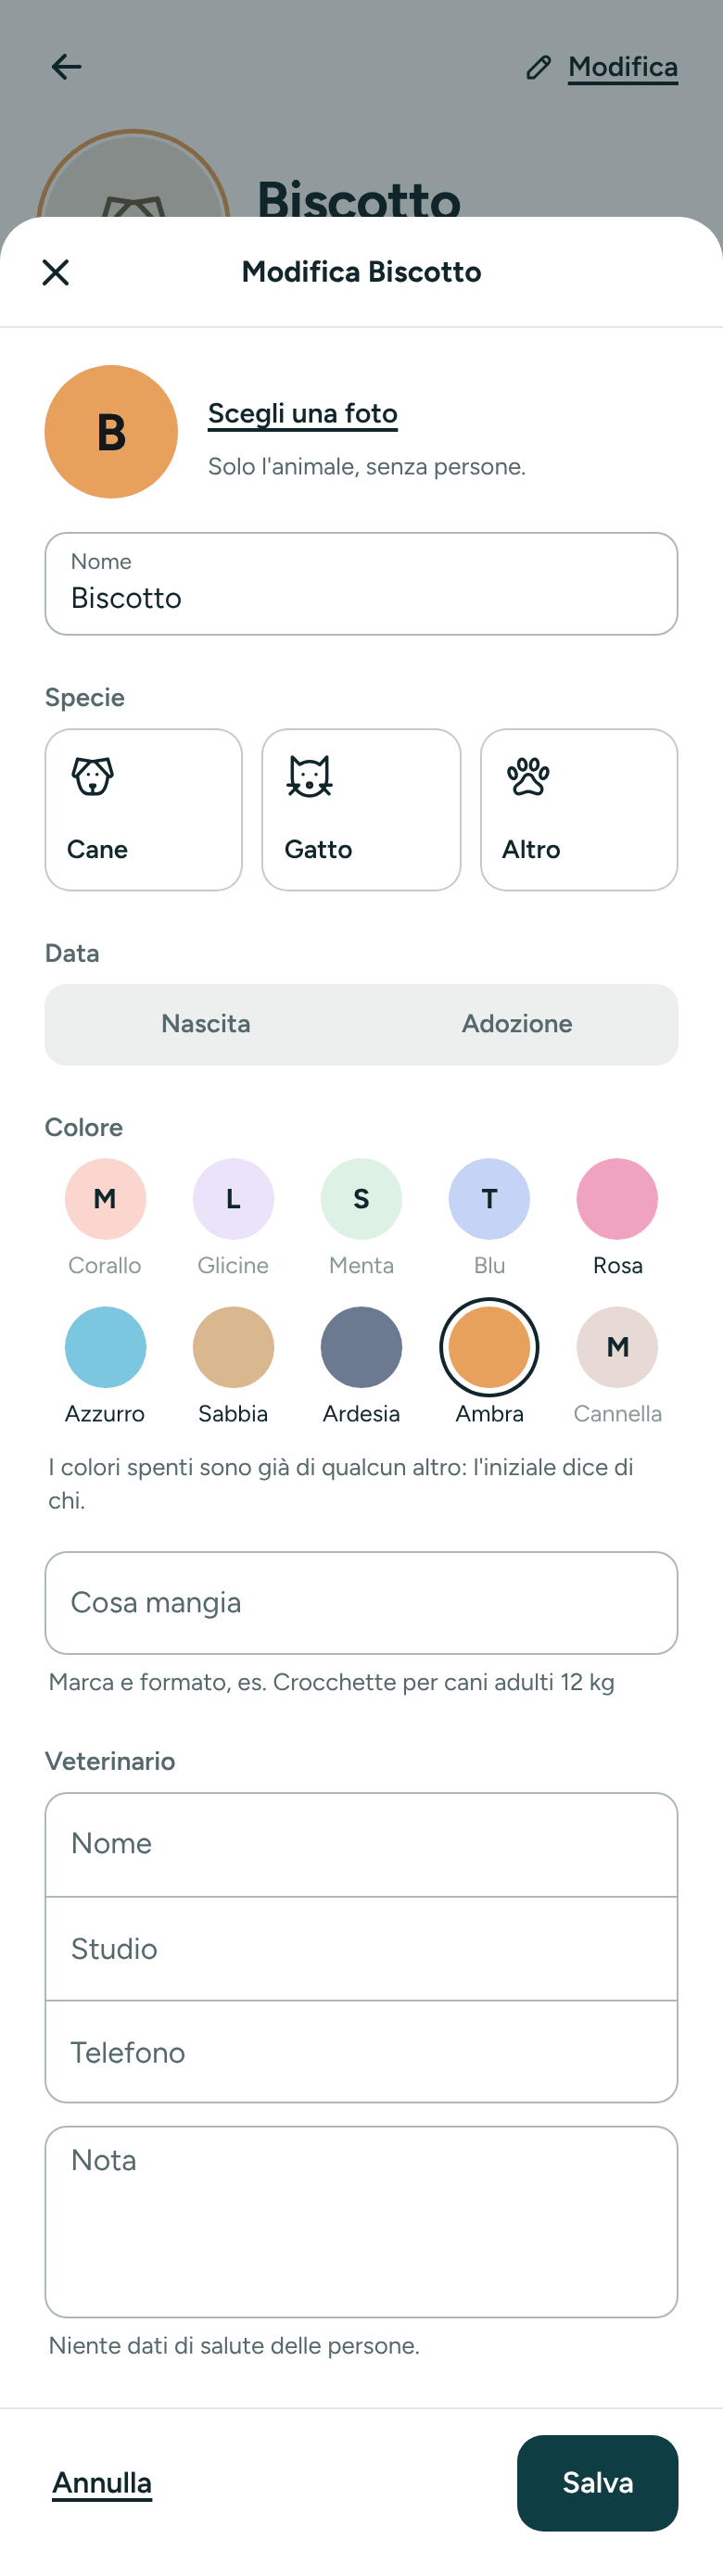 Modifica
Biscotto
Modifica Biscotto
B
Scegli una foto
Solo l'animale, senza persone.
Nome
Biscotto
Specie
Cane
Gatto
Altro
Data
Nascita
Adozione
Colore
M
L
S
T
Corallo
Glicine
Menta
Blu
Rosa
M
Azzurro
Sabbia
Ardesia
Ambra
Cannella
I colori spenti sono già di qualcun altro: l'iniziale dice di
chi.
Cosa mangia
Marca e formato, es. Crocchette per cani adulti 12 kg
Veterinario
Nome
Studio
Telefono
Nota
Niente dati di salute delle persone.
Annulla
Salva